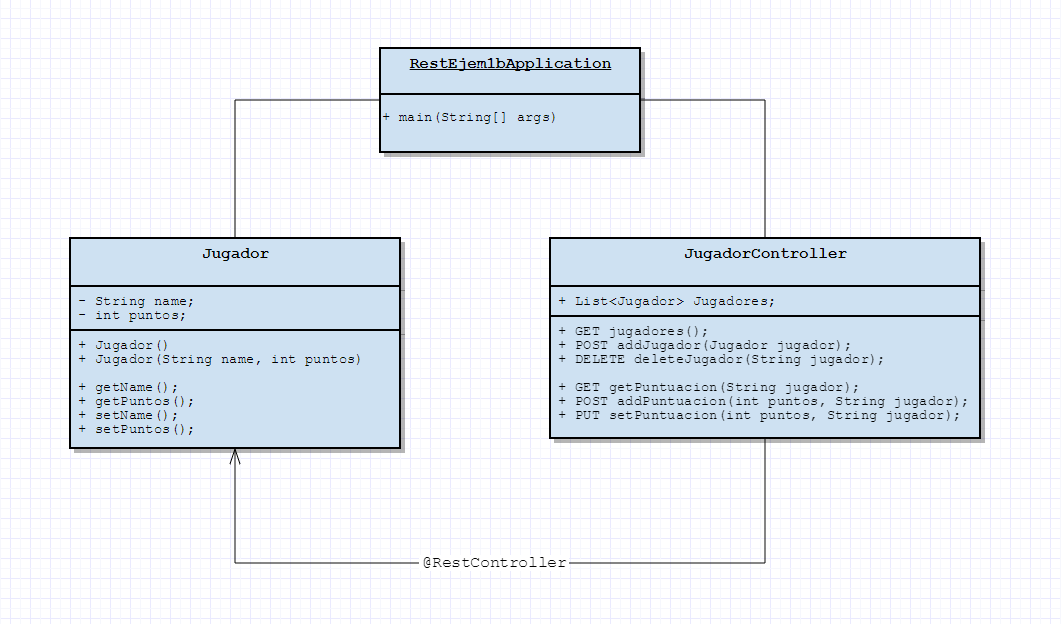 RestEjem1bApplication
+ main(String[] args)
Jugador
- String name;
- int puntos;
+ Jugador()
+ Jugador(String name, int puntos)
+ getName();
+ getPuntos();
+ setName();
+ setPuntos();
JugadorController
+ List<Jugador> Jugadores;
+ GET jugadores();
+ POST addJugador(Jugador jugador);
+ DELETE deleteJugador(String jugador);
+ GET getPuntuacion(String jugador);
+ POST addPuntuacion(int puntos, String jugador);
+ PUT setPuntuacion(int puntos, String jugador);
@RestController